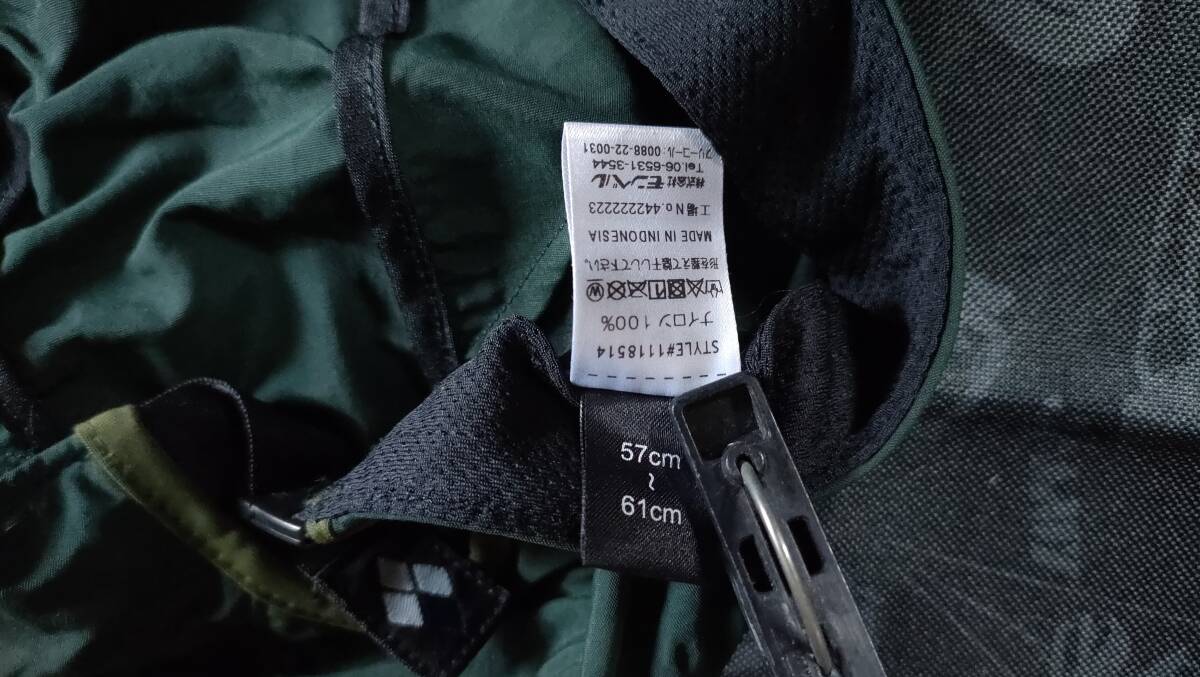 STYLE#1118514
ナイロン 100%
形を整えて陰干しして下さい。
MADE IN INDONESIA
工場No.442222223
株式会社 モンベル
Tel.06-6531-3544
フリーコール: 0088-22-0031
57cm
~
61cm